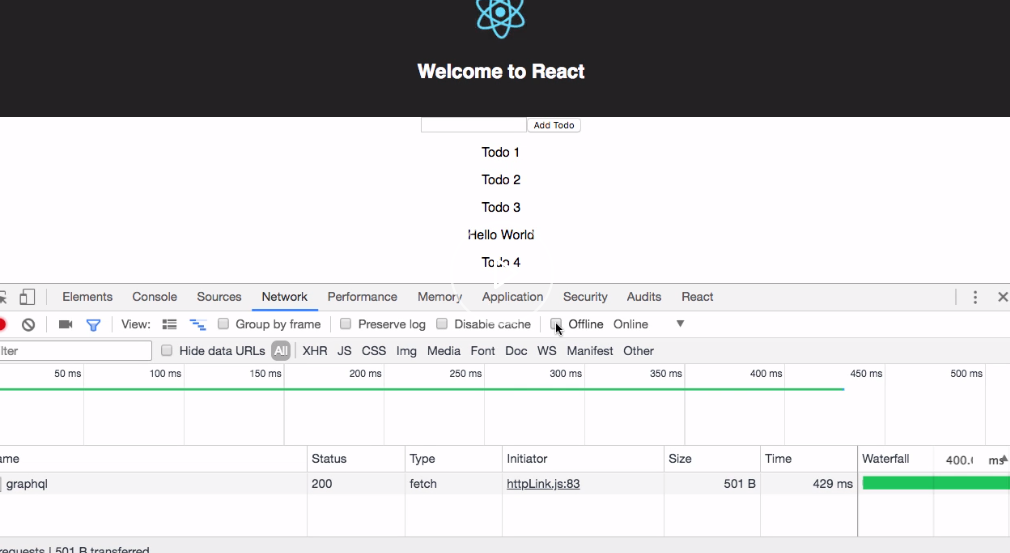 Welcome to React
Add Todo
Todo 1
Todo 2
Todo 3
Hello World
Todo 4
Elements Console Sources Network Performance Memory Application Security Audits React
View: Group by frame Preserve log Disable cache Offline Online
lter Hide data URLs All XHR JS CSS Img Media Font Doc WS Manifest Other
50 ms 100 ms 150 ms 200 ms 250 ms 300 ms 350 ms 400 ms 450 ms 500 ms
ame Status Type Initiator Size Time Waterfall 400.( ms
graphql 200 fetch httpLink.js:83 501 B 429 ms
requests | 501 B transferred